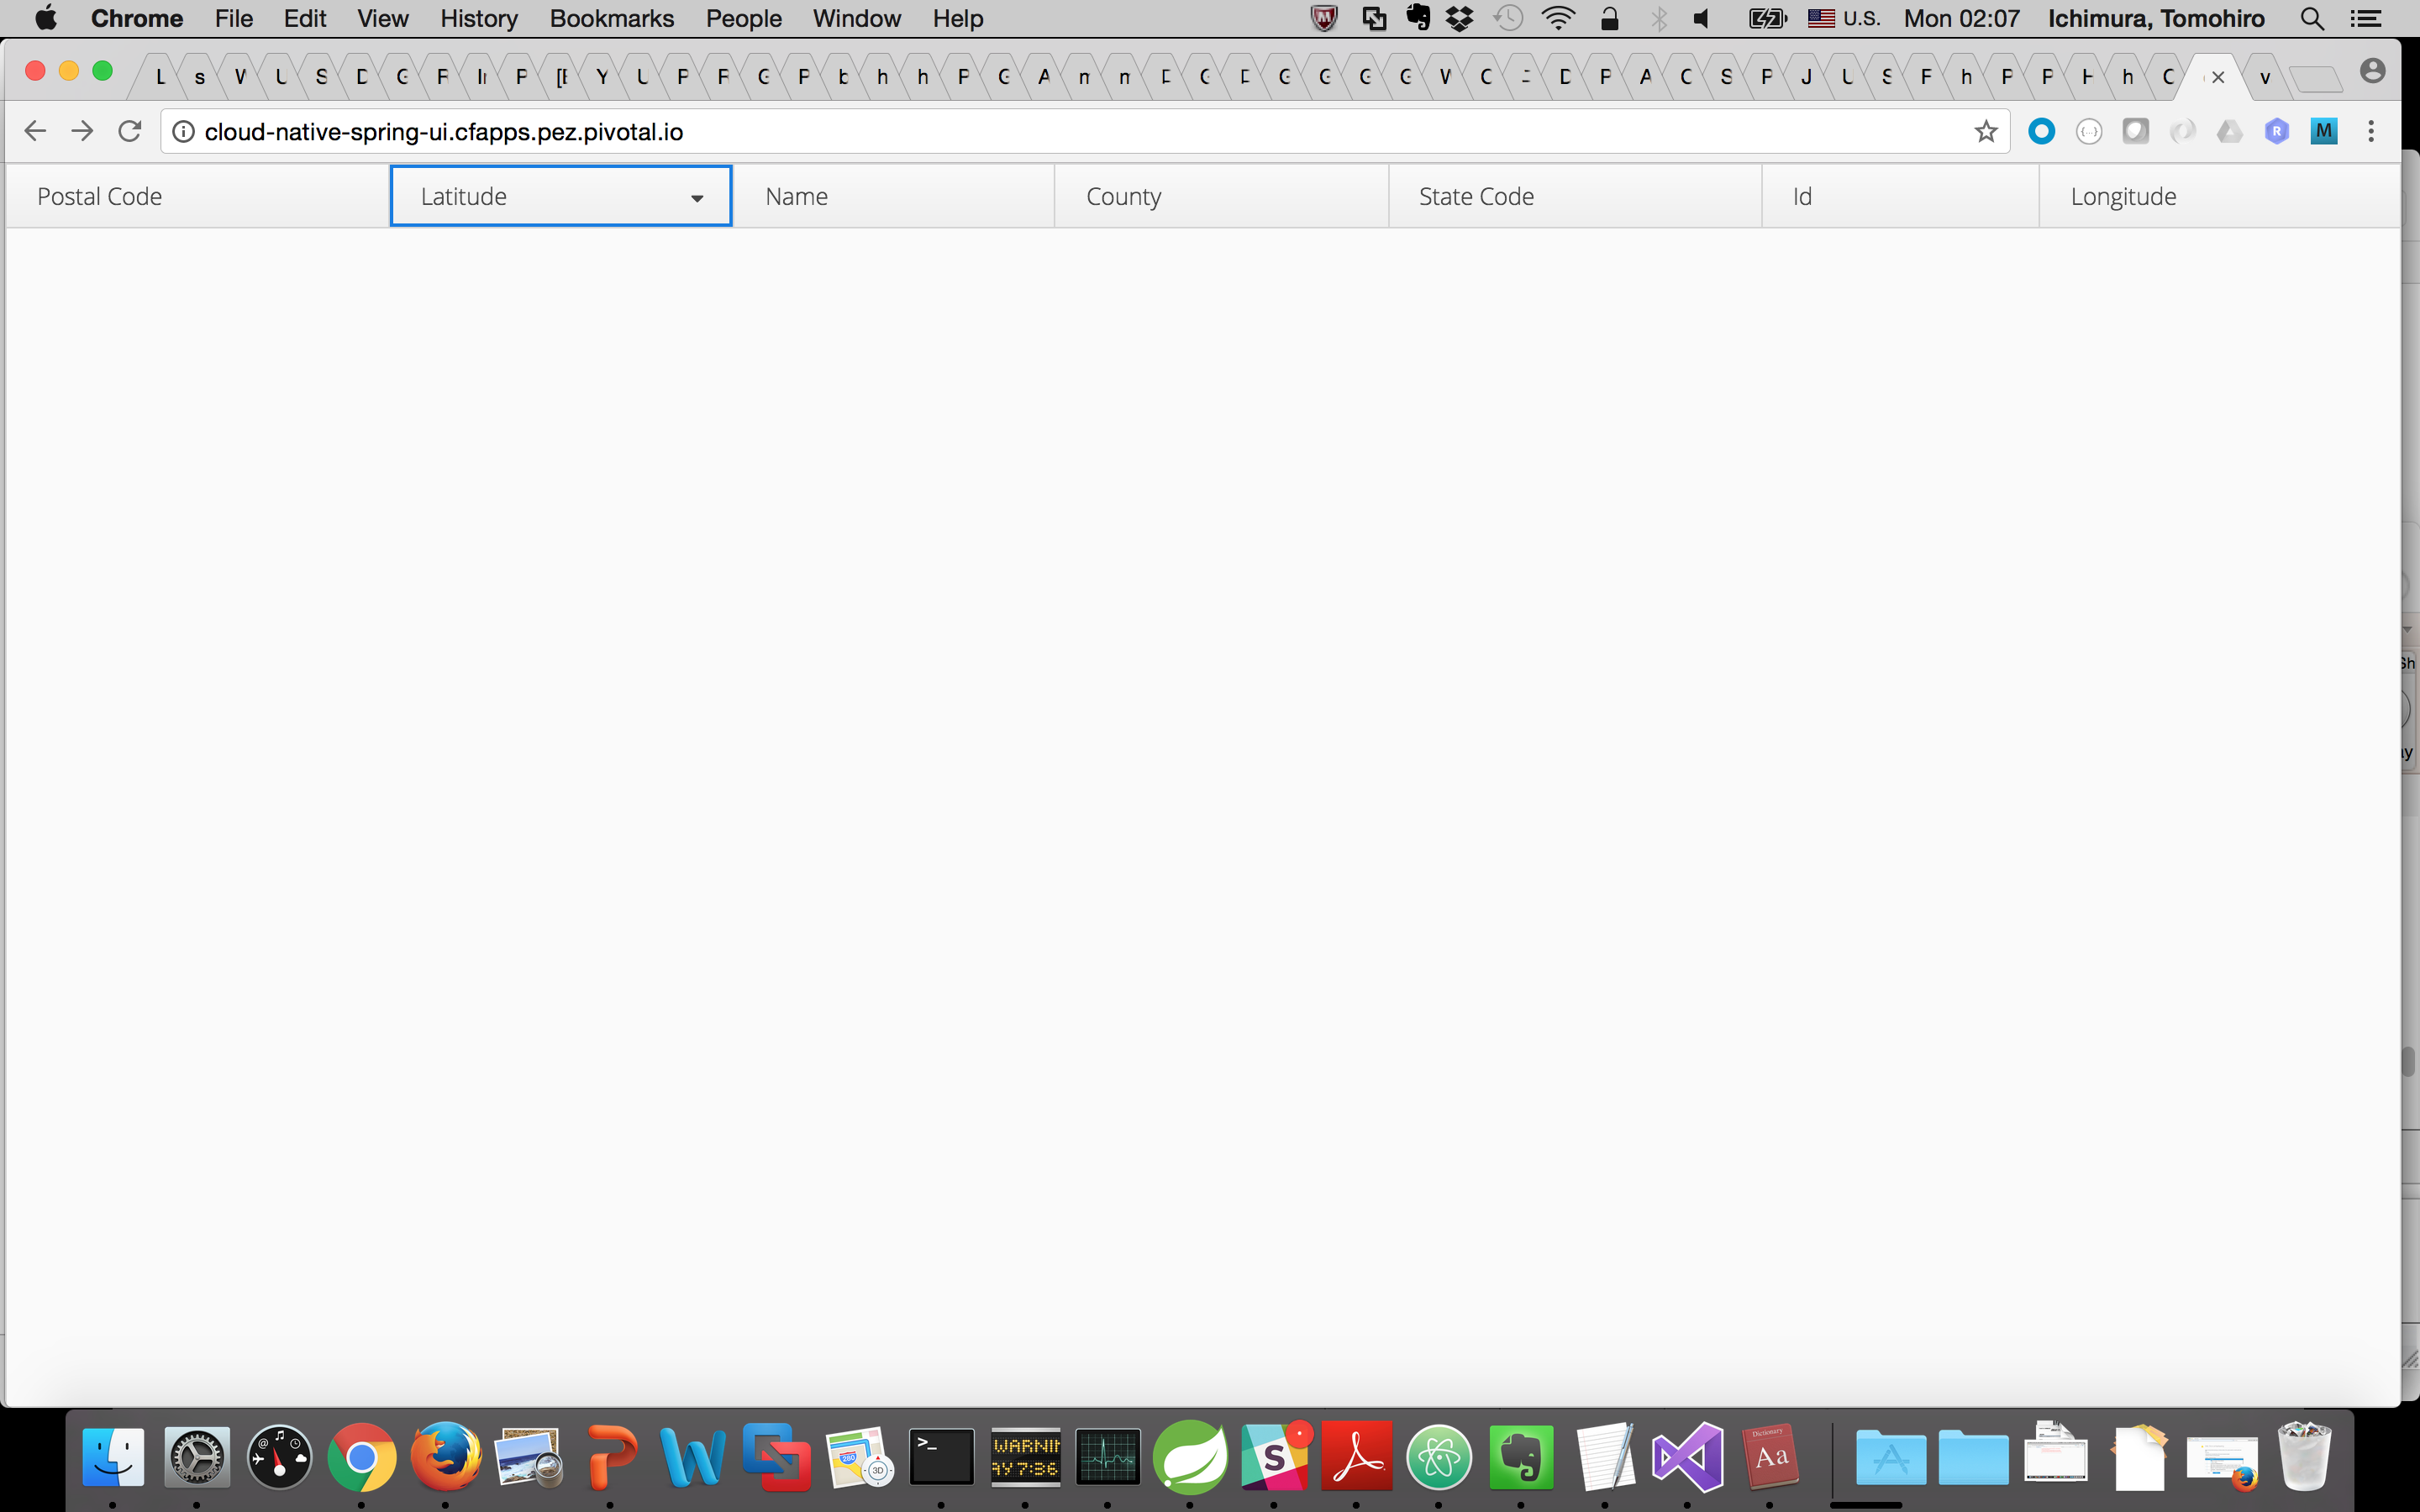 Chrome File Edit View History Bookmarks People Window Help U.S. Mon 02:07 Ichimura, Tomohiro
cloud-native-spring-ui.cfapps.pez.pivotal.io
Postal Code Latitude Name County State Code Id Longitude